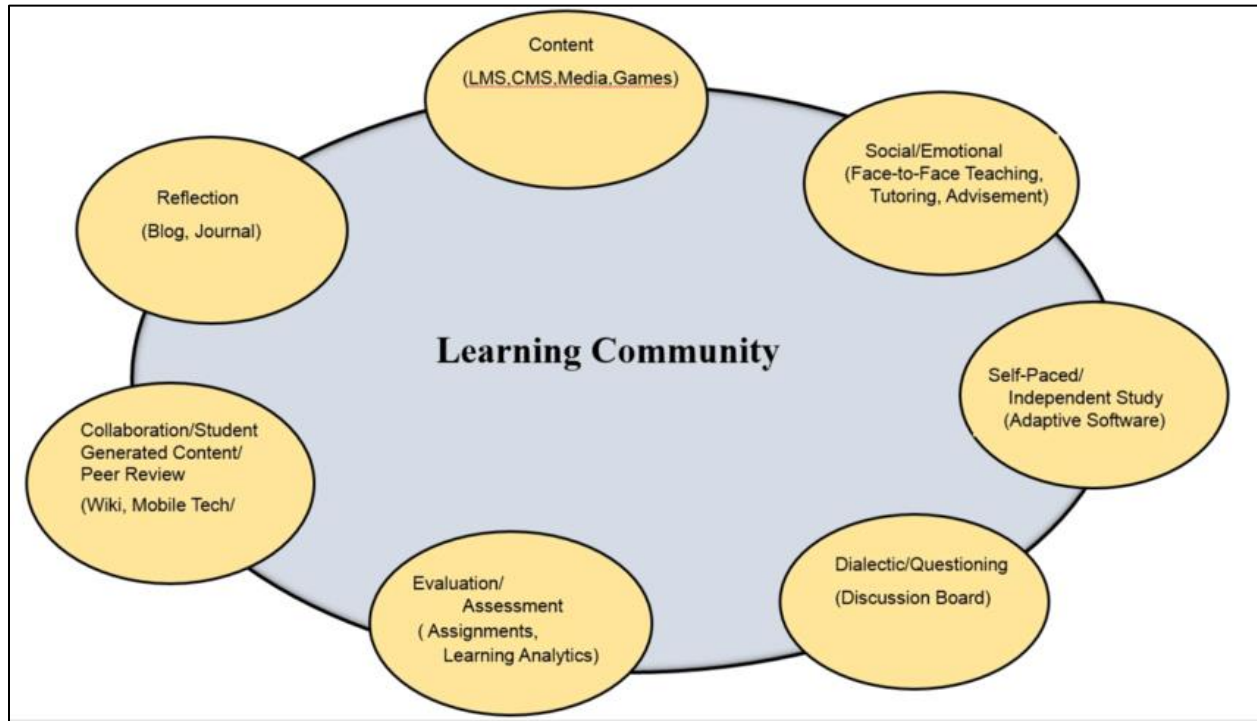 Content
(LMS,CMS,Media,Games)
Social/Emotional
(Face-to-Face Teaching,
Tutoring, Advisement)
Reflection
(Blog, Journal)
Learning Community
Self-Paced/
Independent Study
(Adaptive Software)
Collaboration/Student
Generated Content/
Peer Review
(Wiki, Mobile Tech/
Dialectic/Questioning
(Discussion Board)
Evaluation/
Assessment
( Assignments,
Learning Analytics)